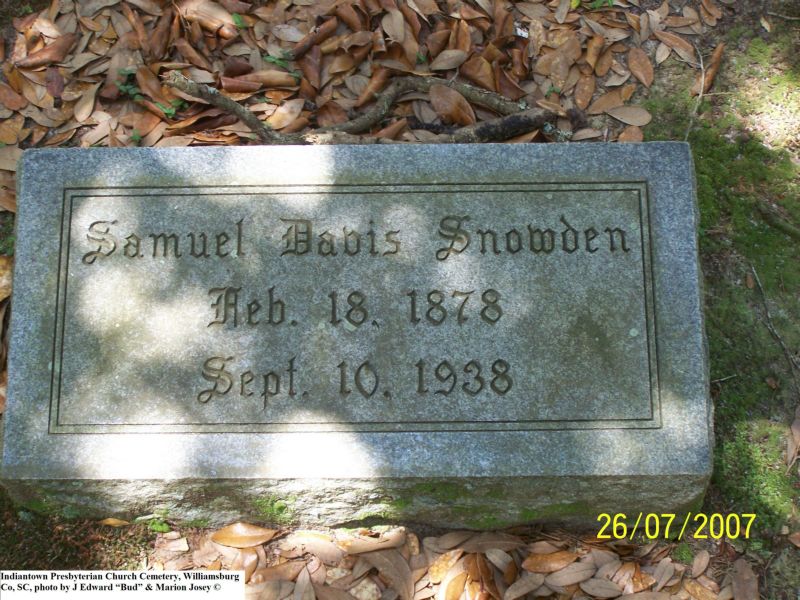 Samuel Davis Snowden
Feb. 18, 1878
Sept. 10, 1938
26/07/2007
Indiantown Presbyterian Church Cemetery, Williamsburg
Co, SC, photo by J Edward “Bud” & Marion Josey ©